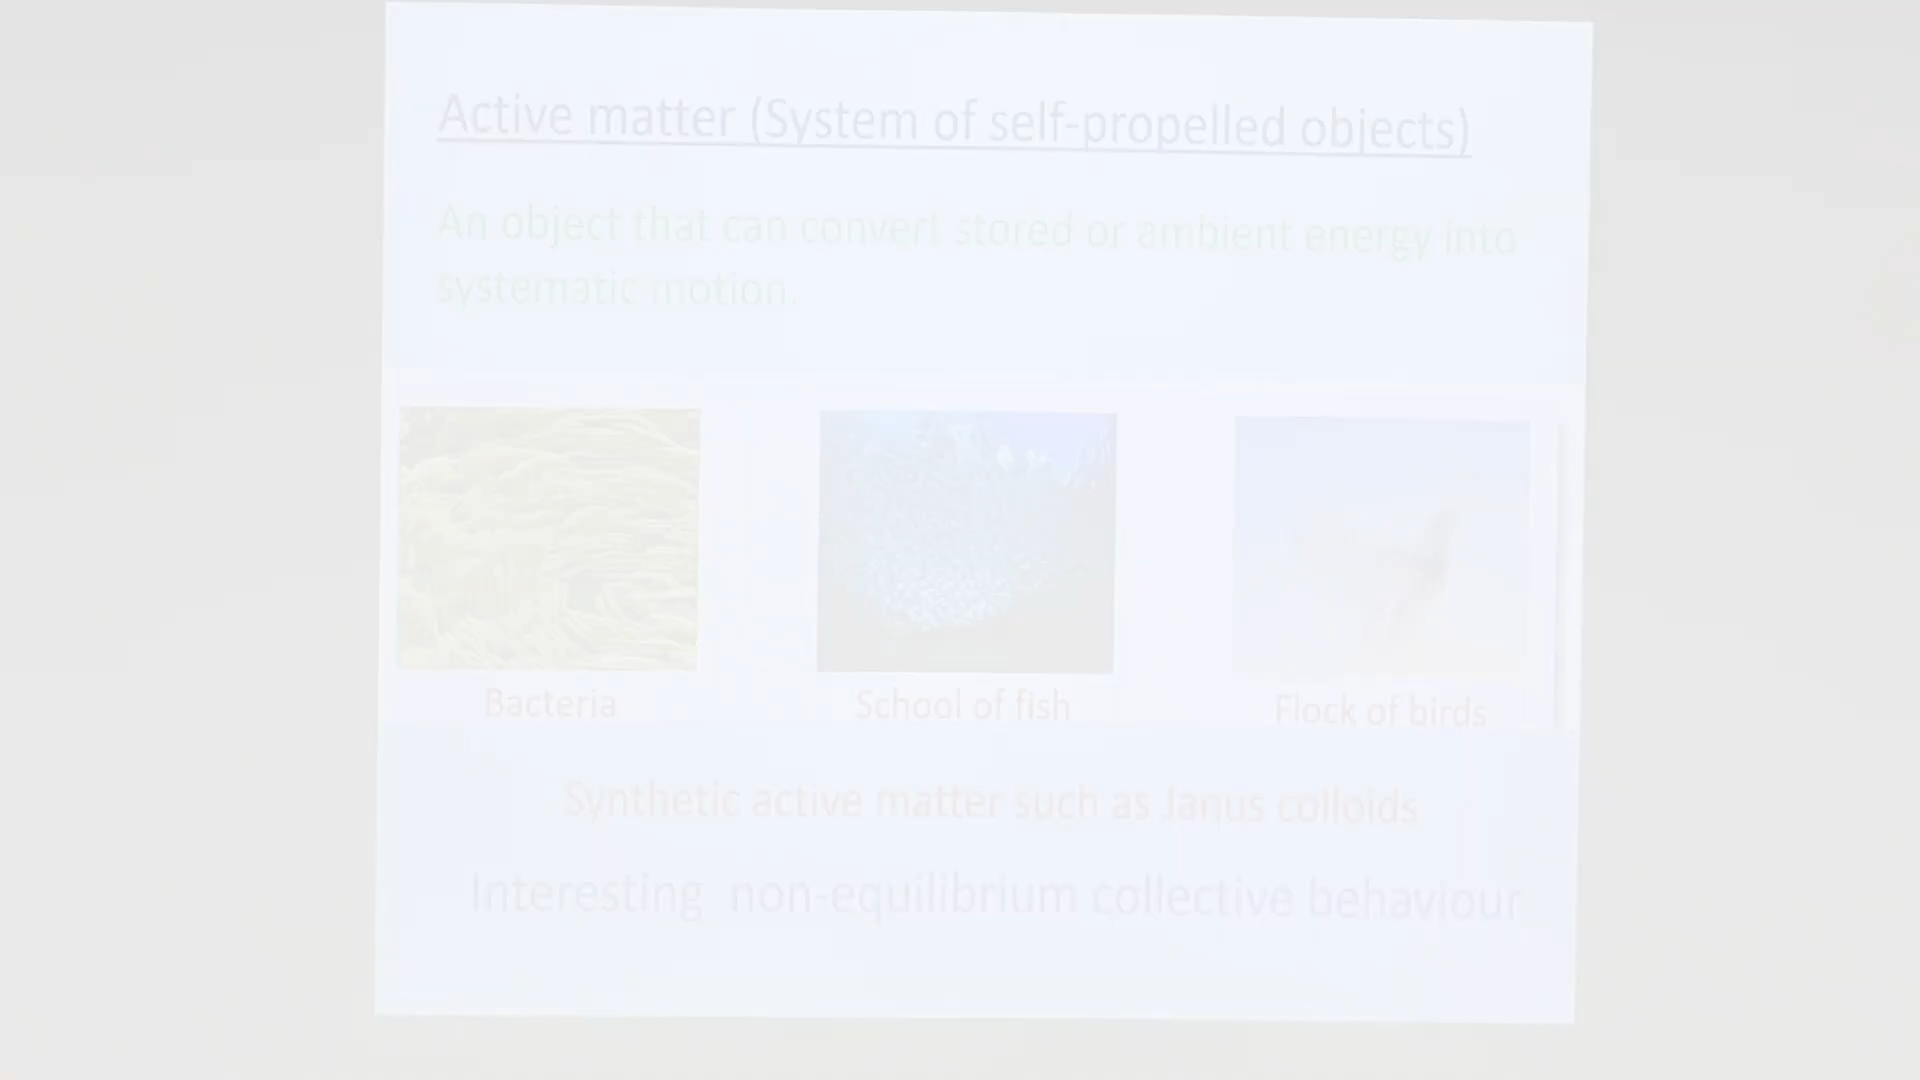 Active matter (System of self-propelled objects)
An object that can convert stored or ambient energy into
systematic motion.
Bacteria
School of fish
Flock of birds
Synthetic active matter such as Janus colloids
Interesting non-equilibrium collective behaviour